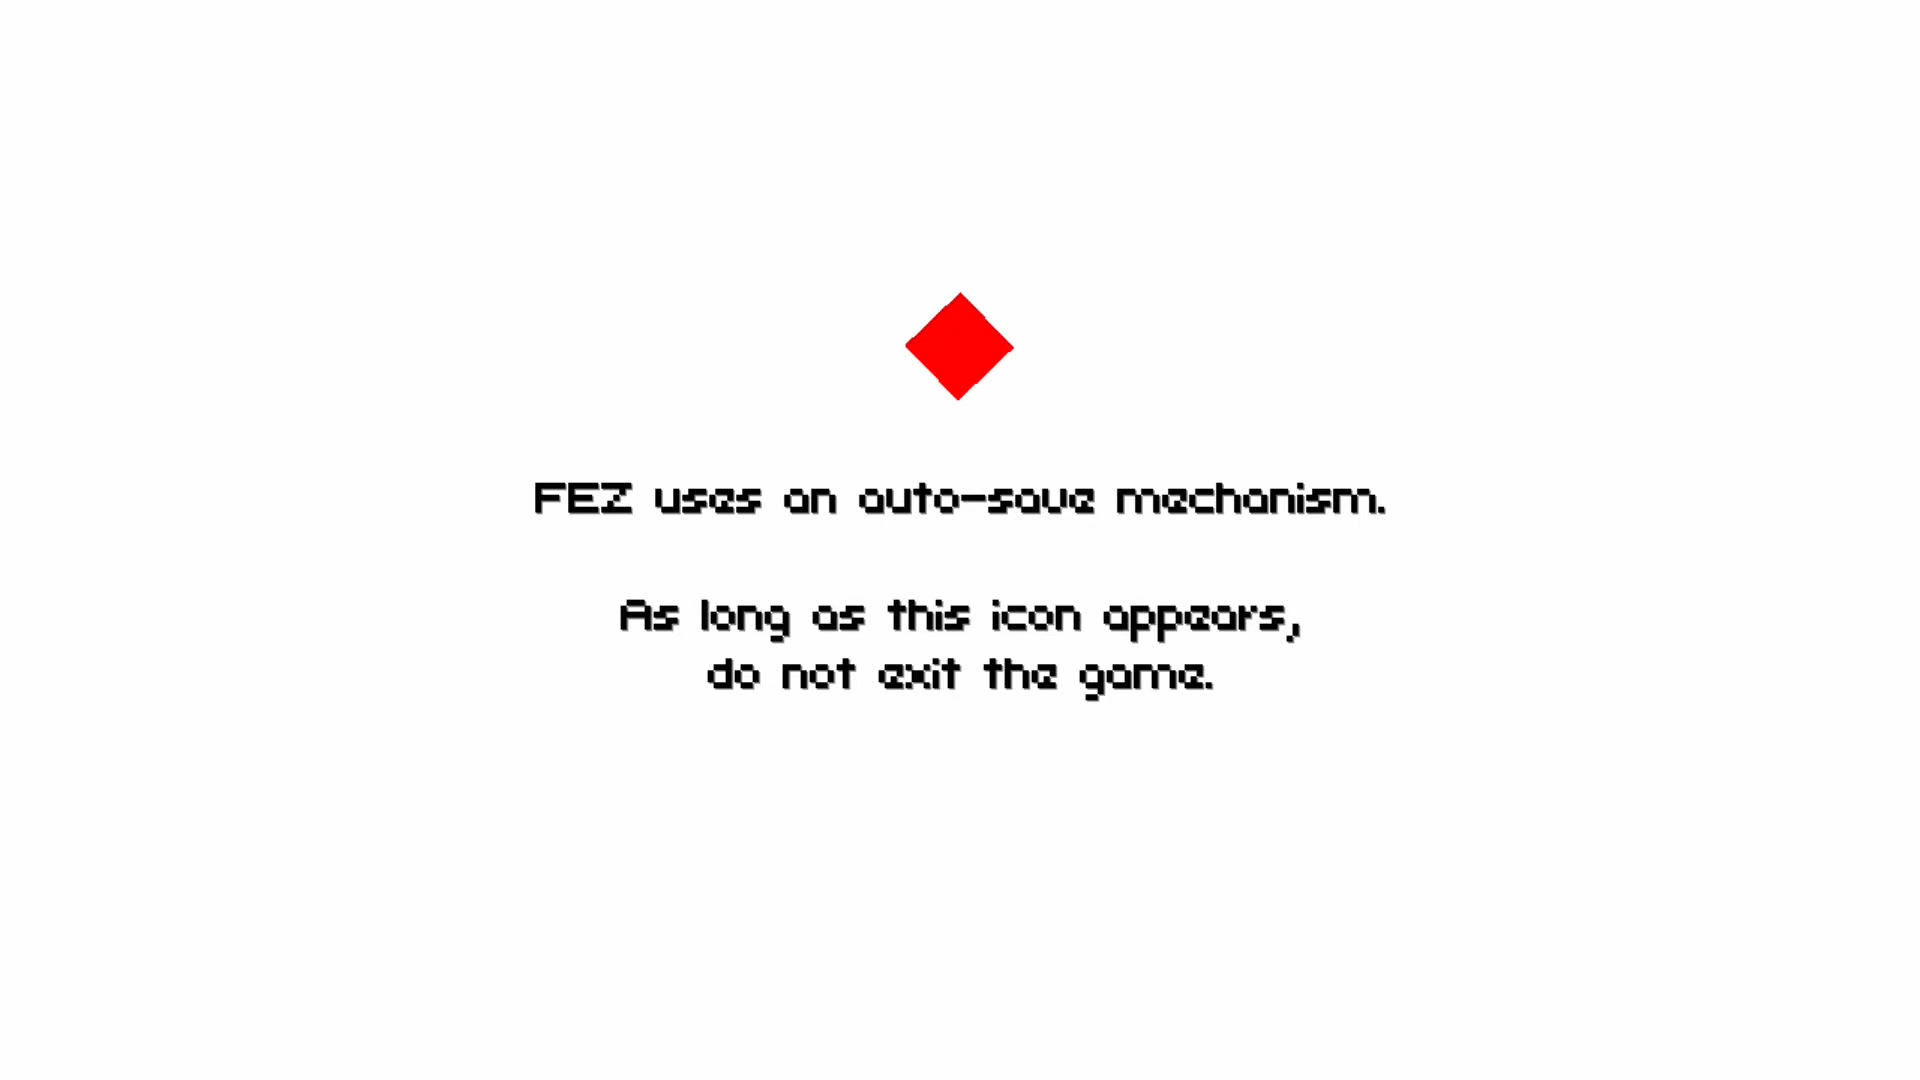 FEZ uses an auto-save mechanism.
As long as this icon appears,
do not exit the game.